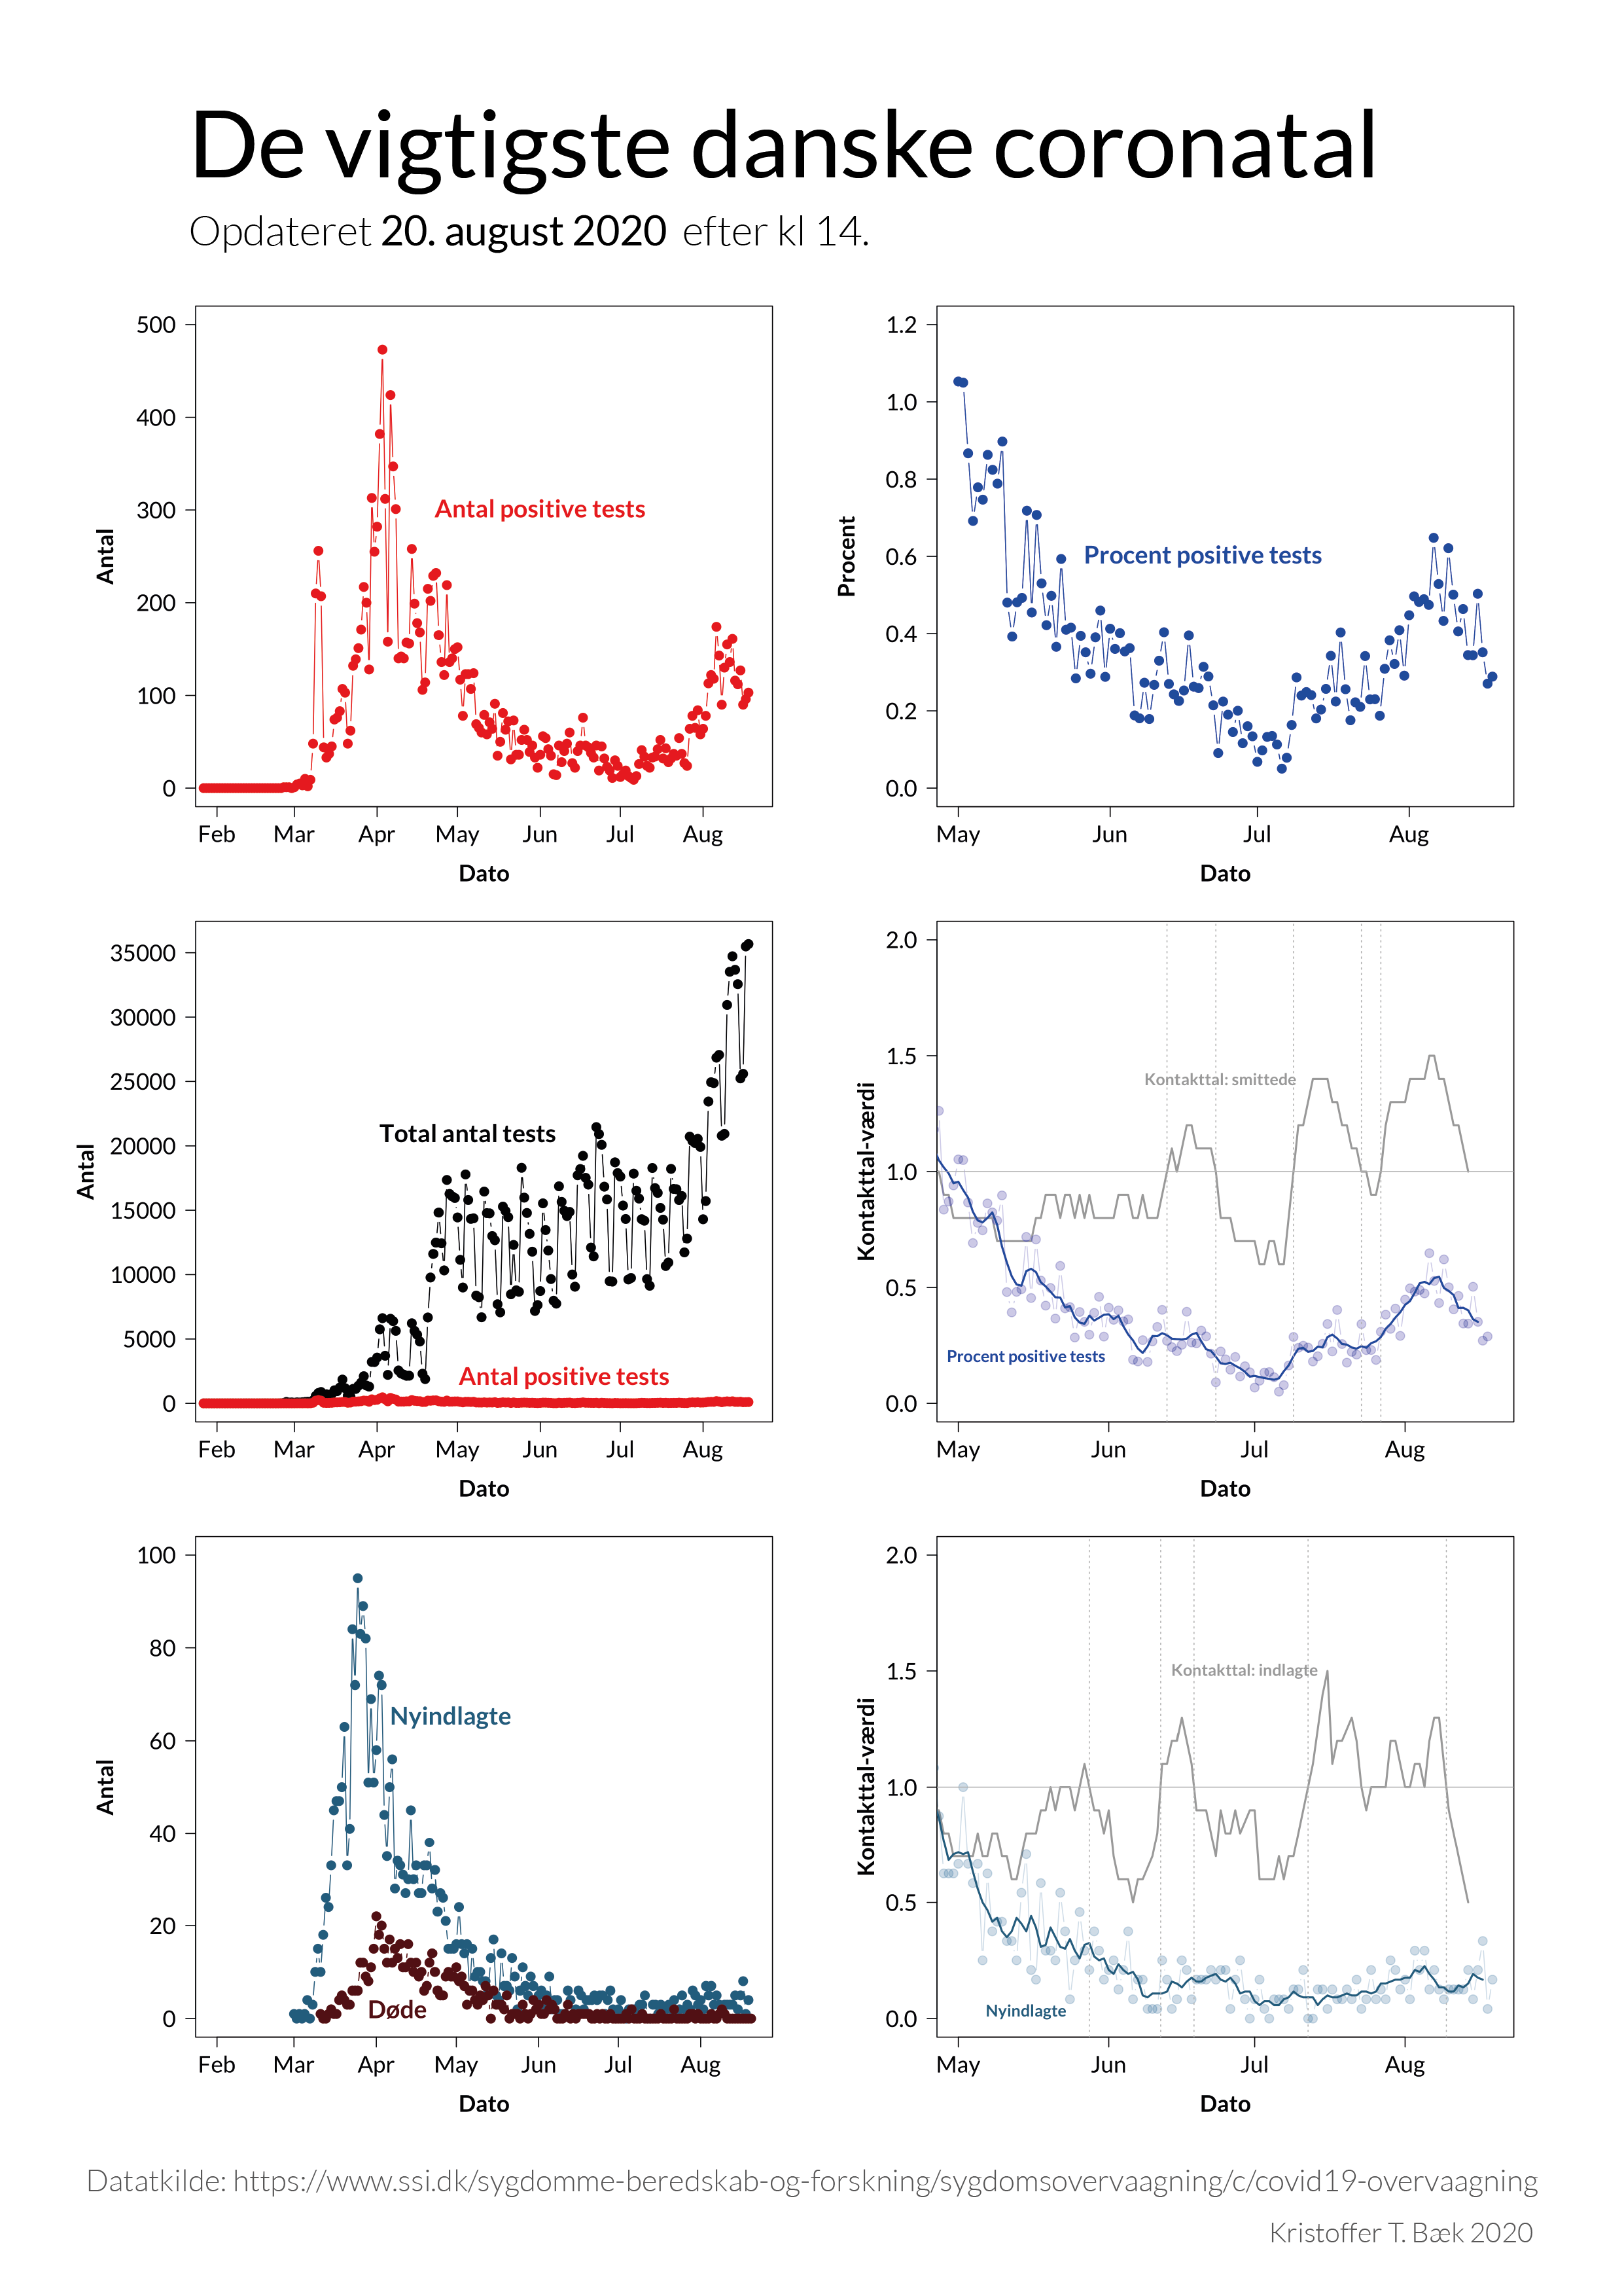 De vigtigste danske coronatal
Opdateret 20. august 2020 efter kl 14.
500
400
300
200
100
0
Antal
Antal positive tests
Feb Mar Apr May Jun Jul Aug
Dato
1.2
1.0
0.8
0.6
0.4
0.2
0.0
Procent
Procent positive tests
May Jun Jul Aug
Dato
35000
30000
25000
20000
15000
10000
5000
0
Antal
Total antal tests
Antal positive tests
Feb Mar Apr May Jun Jul Aug
Dato
2.0
1.5
1.0
0.5
0.0
Kontakttal-værdi
Kontakttal: smittede
Procent positive tests
May Jun Jul Aug
Dato
100
80
60
40
20
0
Antal
Nyindlagte
Døde
Feb Mar Apr May Jun Jul Aug
Dato
2.0
1.5
1.0
0.5
0.0
Kontakttal-værdi
Kontakttal: indlagte
Nyindlagte
May Jun Jul Aug
Dato
Datatkilde: https://www.ssi.dk/sygdomme-beredskab-og-forskning/sygdomsovervaagning/c/covid19-overvaagning
Kristoffer T. Bæk 2020